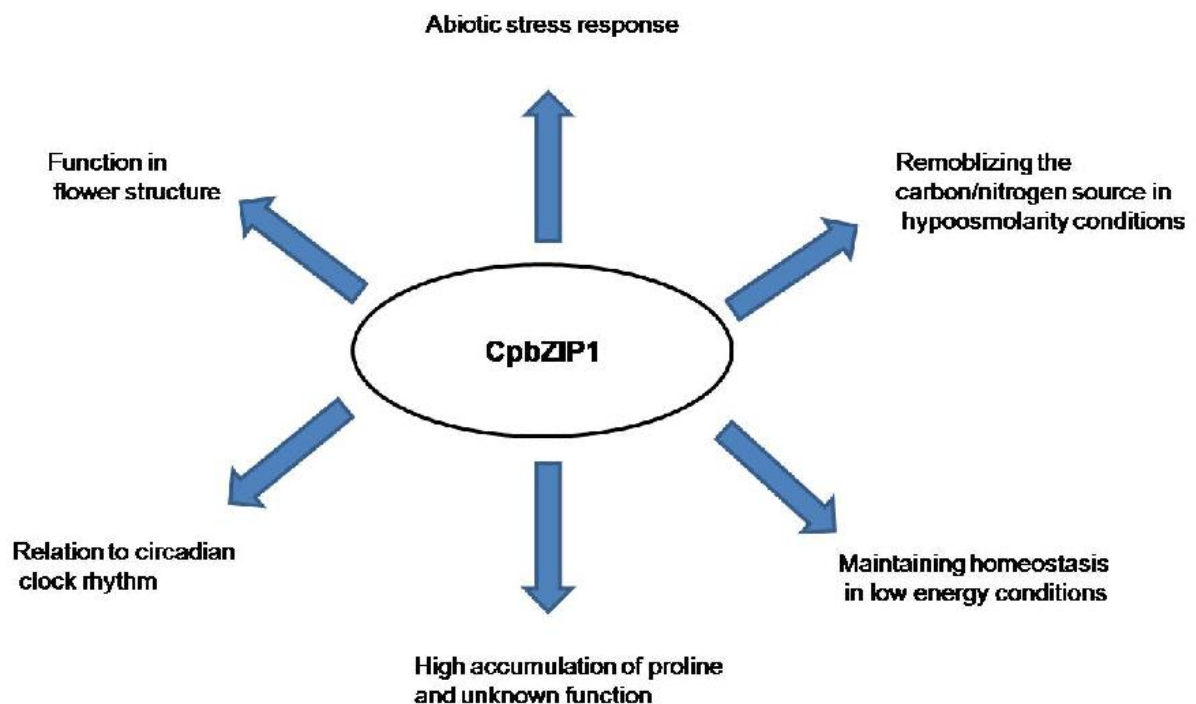 Abiotic stress response
Function in
flower structure
Remoblizing the
carbon/nitrogen source in
hypoosmolarity conditions
CpbZIP1
Relation to circadian
clock rhythm
Maintaining homeostasis
in low energy conditions
High accumulation of proline
and unknown function